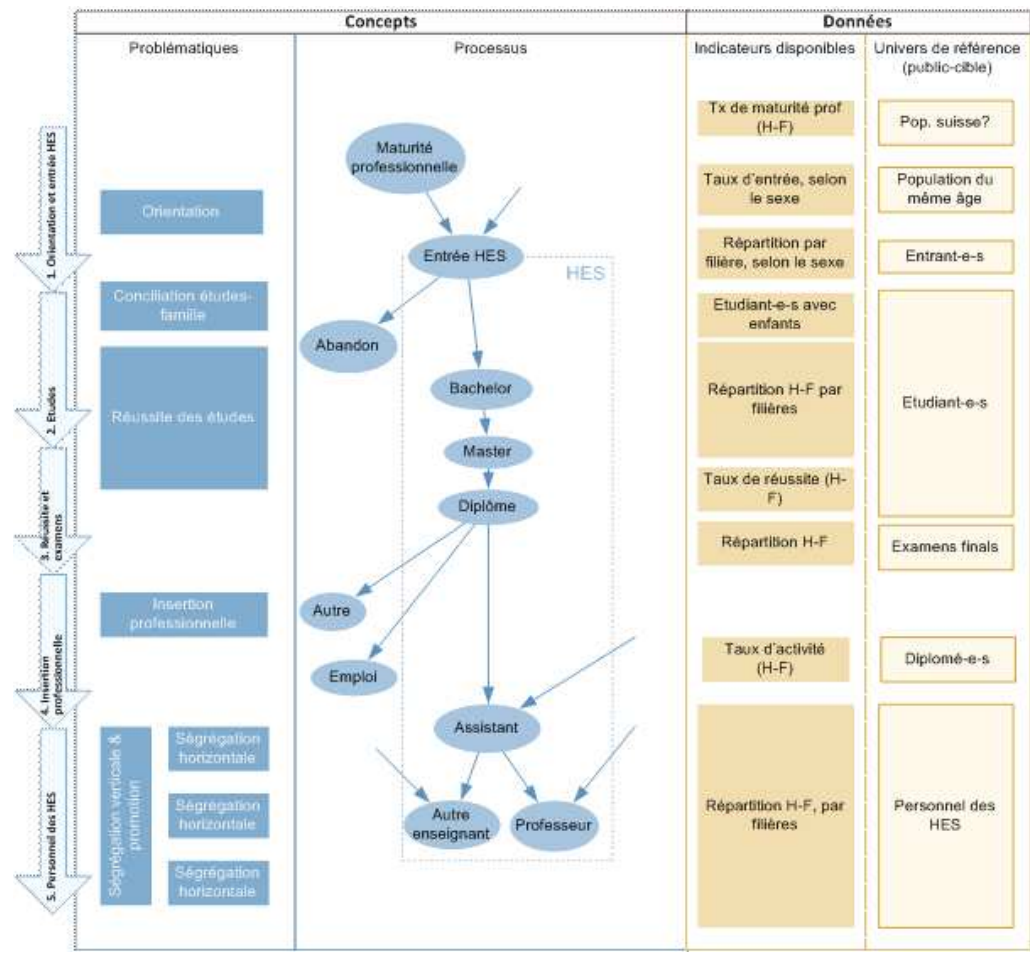 Concepts
Données
Problématiques
Processus
Indicateurs disponibles
Univers de référence
(public-cible)
1. Orientation et entrée HES
2. Etudes
3. Réussite et
examens
4. Insertion
professionnelle
5. Personnel des HES
Orientation
Conciliation études-
famille
Réussite des études
Insertion
professionnelle
Ségrégation verticale &
promotion
Ségrégation
horizontale
Ségrégation
horizontale
Ségrégation
horizontale
Maturité
professionnelle
Entrée HES
HES
Abandon
Bachelor
Master
Diplôme
Autre
Emploi
Assistant
Autre
enseignant
Professeur
Tx de maturité prof
(H-F)
Taux d'entrée, selon
le sexe
Répartition par
filière, selon le sexe
Etudiant-e-s avec
enfants
Répartition H-F par
filières
Taux de réussite (H-
F)
Répartition H-F
Taux d'activité
(H-F)
Répartition H-F, par
filières
Pop. suisse?
Population du
même âge
Entrant-e-s
Etudiant-e-s
Examens finals
Diplomé-e-s
Personnel des
HES